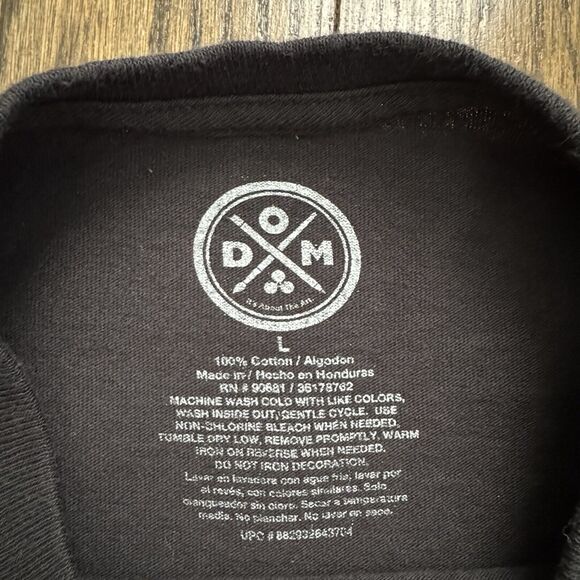 O
D M
It's About The Art.
L
100% Cotton / Algodon
Made in / Hecho en Honduras
RN # 90681 / 36178762
MACHINE WASH COLD WITH LIKE COLORS,
WASH INSIDE OUT, GENTLE CYCLE. USE
NON-CHLORINE BLEACH WHEN NEEDED.
TUMBLE DRY LOW, REMOVE PROMPTLY, WARM
IRON ON REVERSE WHEN NEEDED.
DO NOT IRON DECORATION.
Lavar en lavadora con agua fria, lavar por
el revés, con colores similares. Solo
blanqueador sin cloro. Secar a temperatura
media. No planchar. No lavar en seco.
UPC # 882932643704